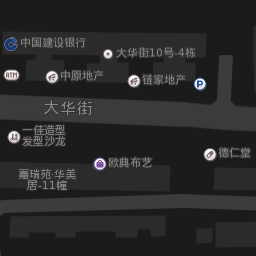 中国建设银行
大华街10号-4栋
ATM
中原地产
链家地产
P
大华街
一佳造型
发型沙龙
德仁堂
欧典布艺
嘉瑞苑·华美
居-11幢